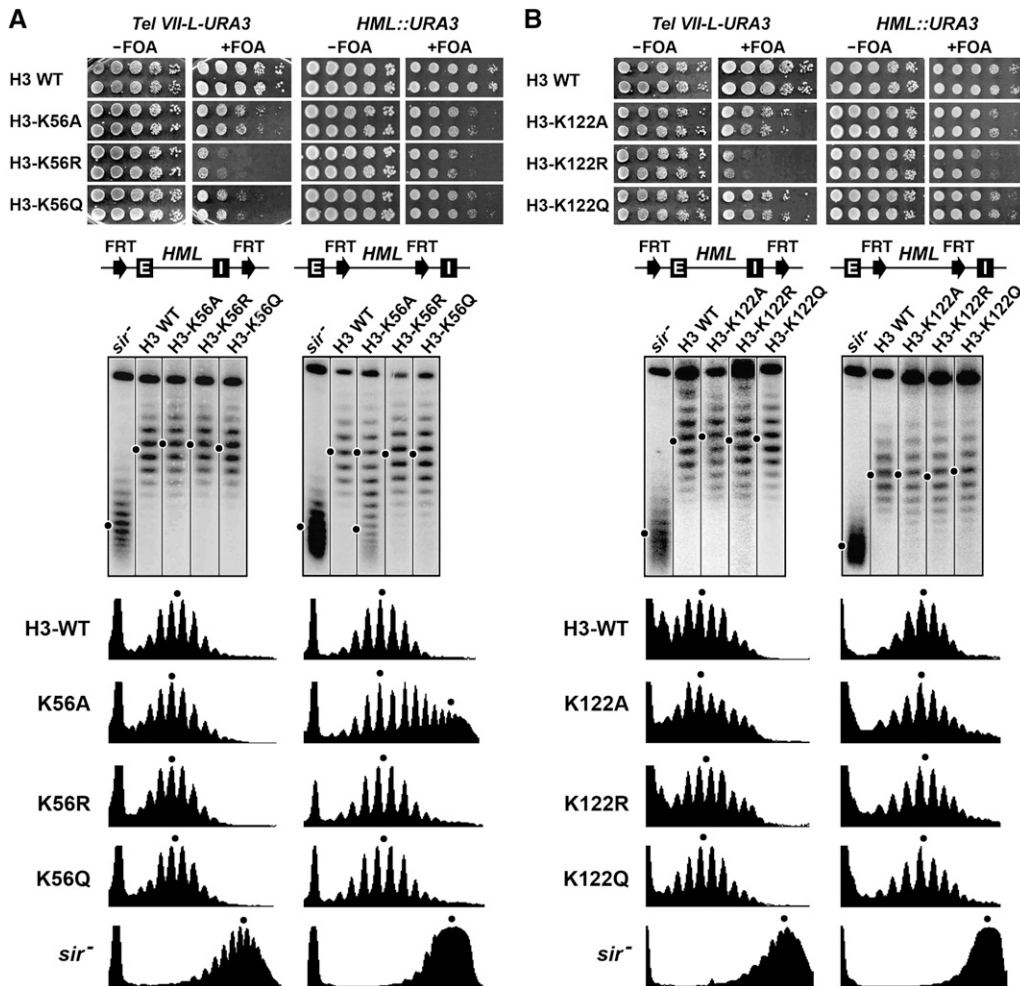 A
Tel VII-L-URA3 HML::URA3
–FOA +FOA –FOA +FOA
H3 WT
H3-K56A
H3-K56R
H3-K56Q
FRT HML FRT FRT HML FRT
E I E I
sir⁻ H3 WT H3-K56A H3-K56R H3-K56Q sir⁻ H3 WT H3-K56A H3-K56R H3-K56Q
H3-WT
K56A
K56R
K56Q
sir⁻
B
Tel VII-L-URA3 HML::URA3
–FOA +FOA –FOA +FOA
H3 WT
H3-K122A
H3-K122R
H3-K122Q
FRT HML FRT FRT HML FRT
E I E I
sir⁻ H3 WT H3-K122A H3-K122R H3-K122Q sir- H3 WT H3-K122A H3-K122R H3-K122Q
H3-WT
K122A
K122R
K122Q
sir⁻